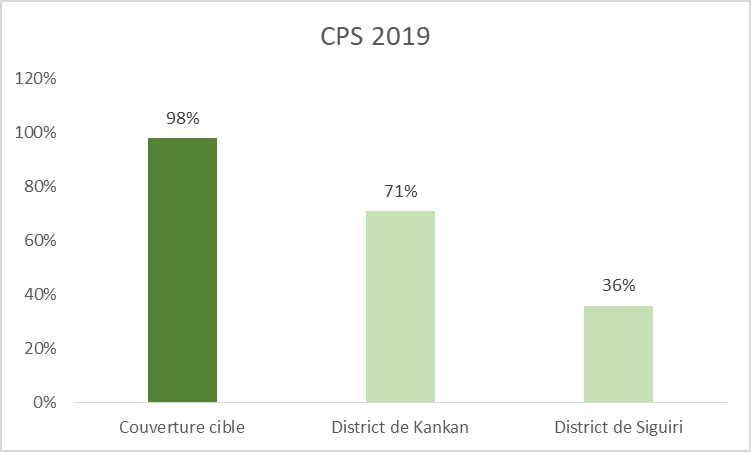 CPS 2019
120%
100%
80%
60%
40%
20%
0%
98%
71%
36%
Couverture cible
District de Kankan
District de Siguiri